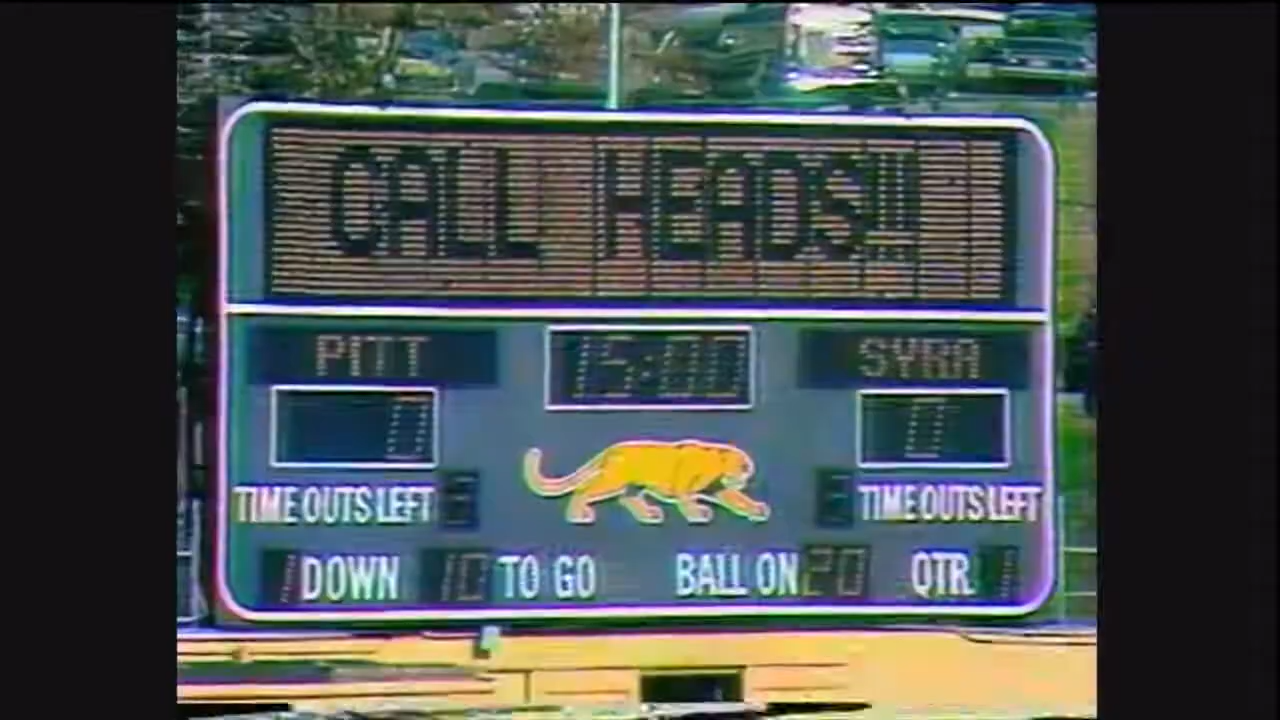 CALL HEADS!!!
PITT 15:00 SYRA
0 0
TIME OUTS LEFT TIME OUTS LEFT
1 DOWN 10 TO GO BALL ON 20 QTR 1